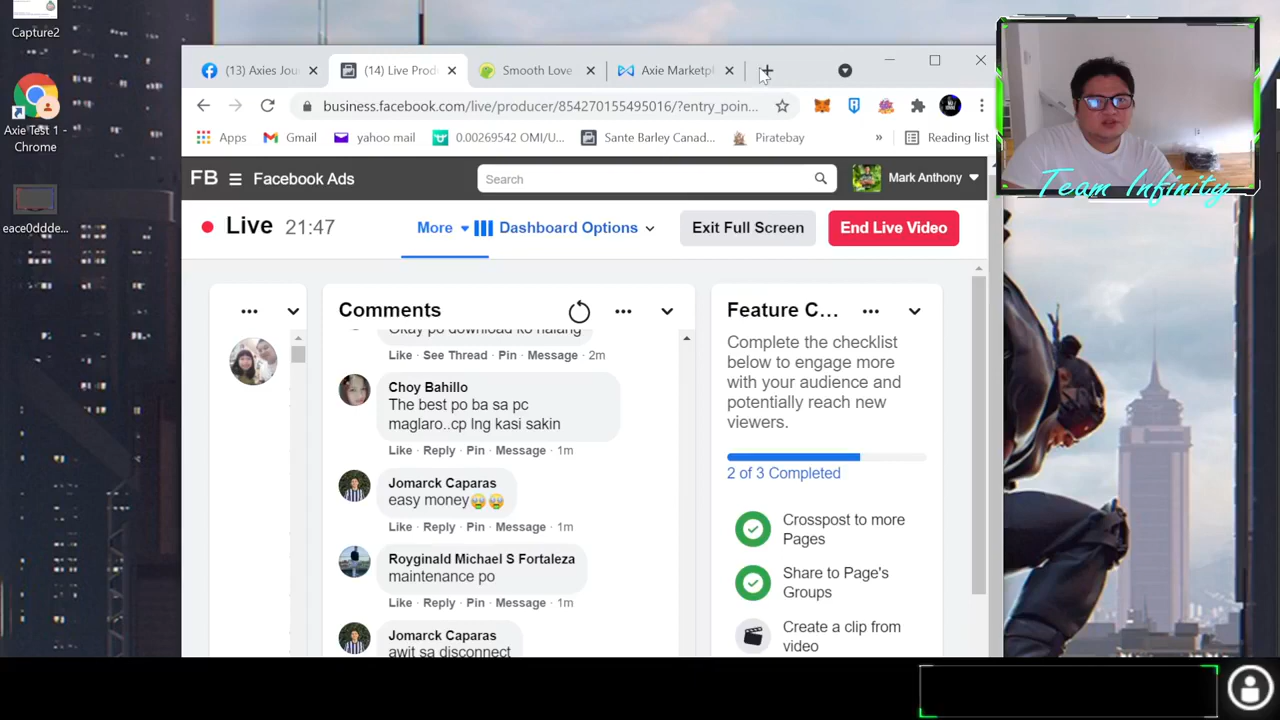 Capture2
Axie Test 1 -
Chrome
eace0ddde...
(13) Axies Jou
(14) Live Prod
Smooth Love
Axie Marketpl
business.facebook.com/live/producer/854270155495016/?entry_poin...
Apps
Gmail
yahoo mail
0.00269542 OMI/U...
Sante Barley Canad...
Piratebay
»
Reading list
FB
Facebook Ads
Search
Mark Anthony
Team Infinity
Live 21:47
More
Dashboard Options
Exit Full Screen
End Live Video
Comments
Okay po download ko nalang
Like · See Thread · Pin · Message · 2m
Choy Bahillo
The best po ba sa pc
maglaro..cp lng kasi sakin
Like · Reply · Pin · Message · 1m
Jomarck Caparas
easy money🤑🤑
Like · Reply · Pin · Message · 1m
Royginald Michael S Fortaleza
maintenance po
Like · Reply · Pin · Message · 1m
Jomarck Caparas
awit sa disconnect
Feature C...
Complete the checklist
below to engage more
with your audience and
potentially reach new
viewers.
2 of 3 Completed
Crosspost to more
Pages
Share to Page's
Groups
Create a clip from
video